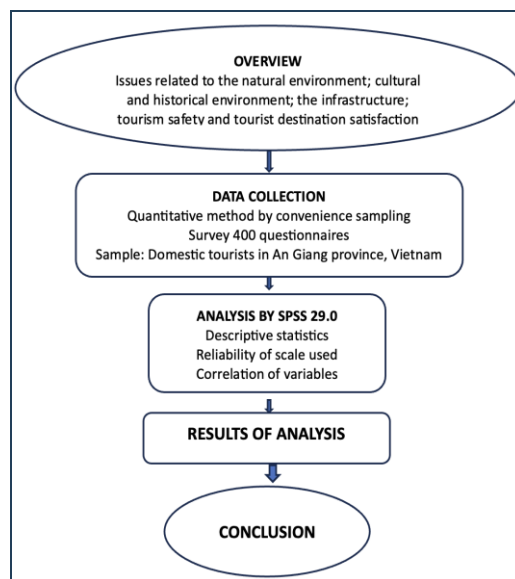 OVERVIEW
Issues related to the natural environment; cultural
and historical environment; the infrastructure;
tourism safety and tourist destination satisfaction
DATA COLLECTION
Quantitative method by convenience sampling
Survey 400 questionnaires
Sample: Domestic tourists in An Giang province, Vietnam
ANALYSIS BY SPSS 29.0
Descriptive statistics
Reliability of scale used
Correlation of variables
RESULTS OF ANALYSIS
CONCLUSION